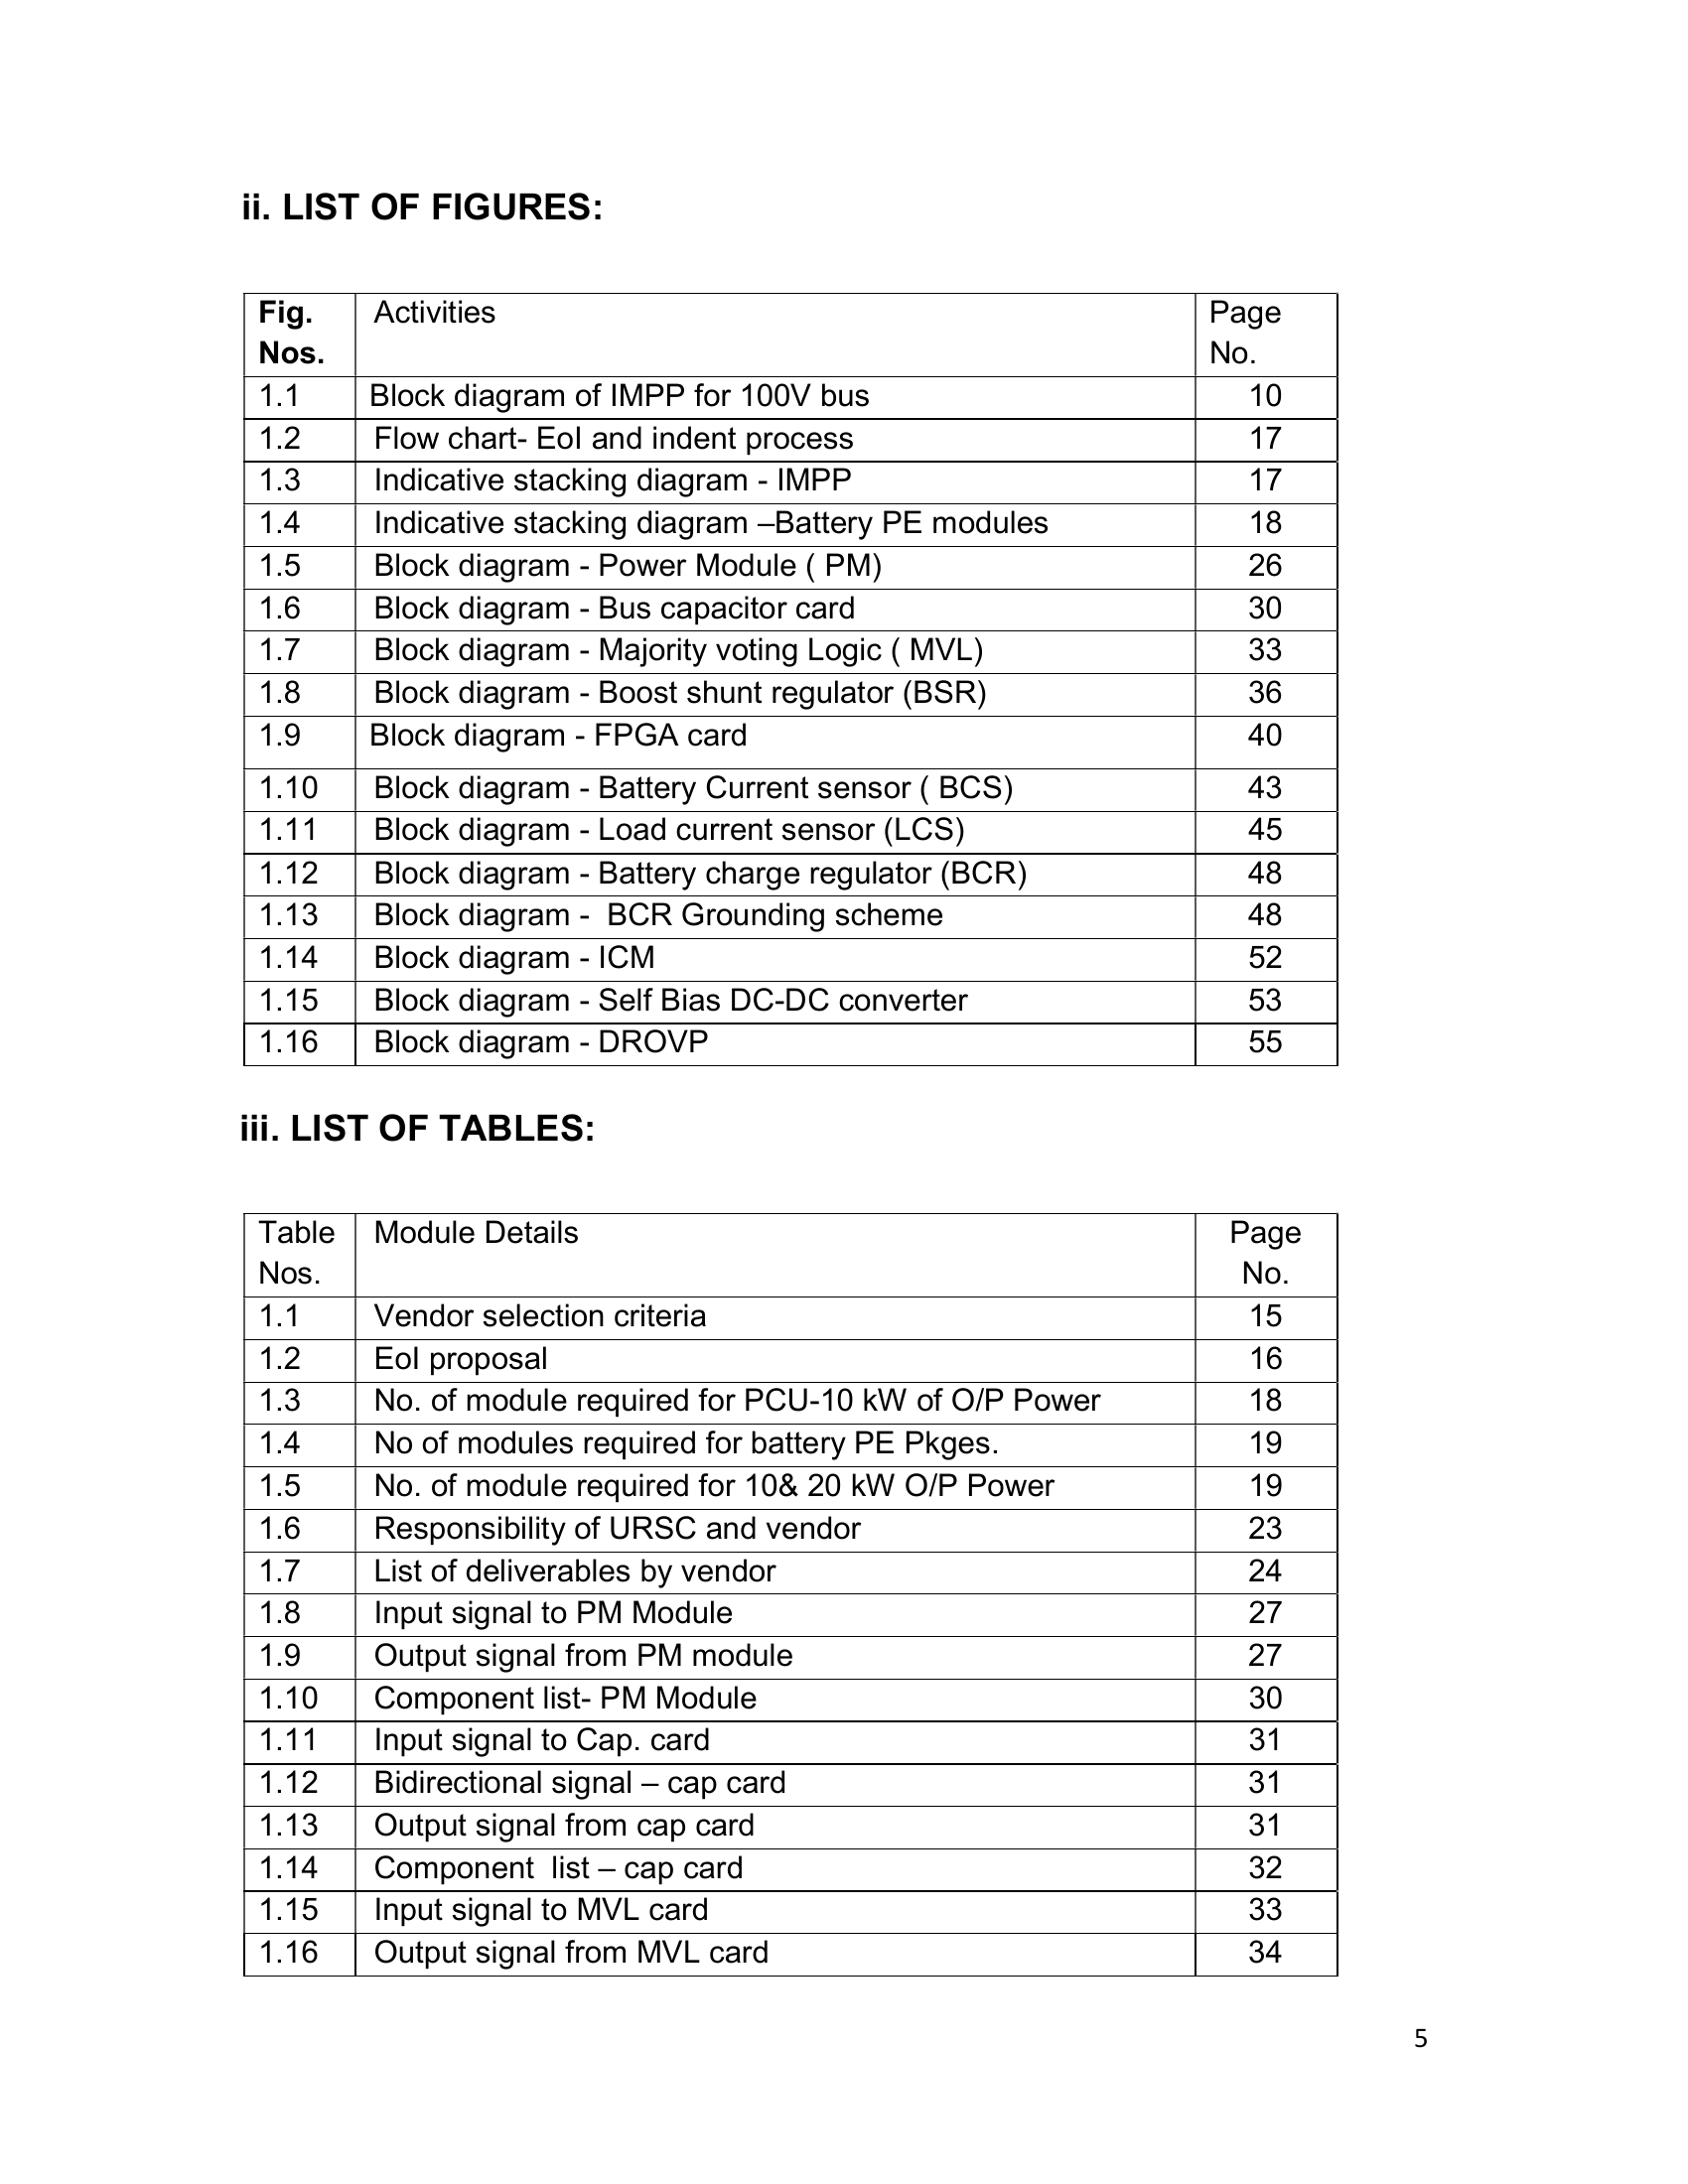 ii. LIST OF FIGURES:
Fig. Nos. Activities Page No.
1.1 Block diagram of IMPP for 100V bus 10
1.2 Flow chart- EoI and indent process 17
1.3 Indicative stacking diagram - IMPP 17
1.4 Indicative stacking diagram –Battery PE modules 18
1.5 Block diagram - Power Module ( PM) 26
1.6 Block diagram - Bus capacitor card 30
1.7 Block diagram - Majority voting Logic ( MVL) 33
1.8 Block diagram - Boost shunt regulator (BSR) 36
1.9 Block diagram - FPGA card 40
1.10 Block diagram - Battery Current sensor ( BCS) 43
1.11 Block diagram - Load current sensor (LCS) 45
1.12 Block diagram - Battery charge regulator (BCR) 48
1.13 Block diagram -  BCR Grounding scheme 48
1.14 Block diagram - ICM 52
1.15 Block diagram - Self Bias DC-DC converter 53
1.16 Block diagram - DROVP 55
iii. LIST OF TABLES:
Table Nos. Module Details Page No.
1.1 Vendor selection criteria 15
1.2 EoI proposal 16
1.3 No. of module required for PCU-10 kW of O/P Power 18
1.4 No of modules required for battery PE Pkges. 19
1.5 No. of module required for 10& 20 kW O/P Power 19
1.6 Responsibility of URSC and vendor 23
1.7 List of deliverables by vendor 24
1.8 Input signal to PM Module 27
1.9 Output signal from PM module 27
1.10 Component list- PM Module 30
1.11 Input signal to Cap. card 31
1.12 Bidirectional signal – cap card 31
1.13 Output signal from cap card 31
1.14 Component  list – cap card 32
1.15 Input signal to MVL card 33
1.16 Output signal from MVL card 34
5